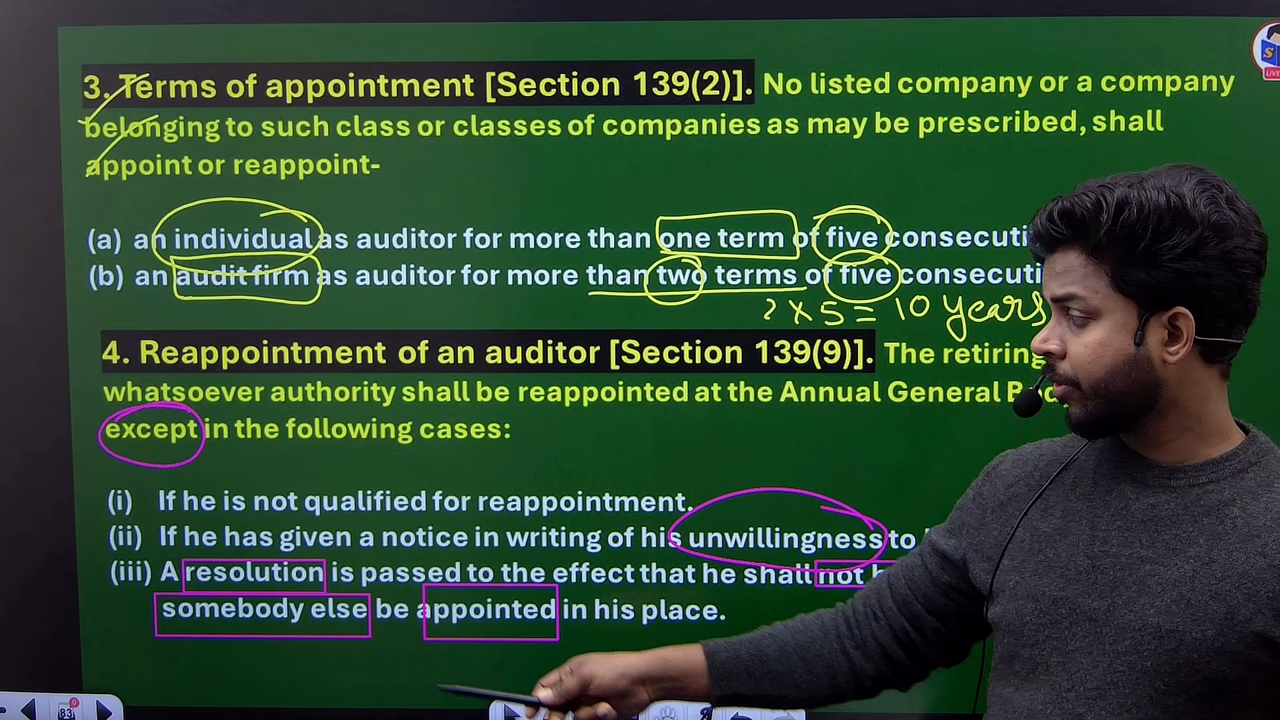 3. Terms of appointment [Section 139(2)]. No listed company or a company
belonging to such class or classes of companies as may be prescribed, shall
appoint or reappoint-
(a) an individual as auditor for more than one term of five consecuti
(b) an audit firm as auditor for more than two terms of five consecuti
2 × 5 = 10 years
4. Reappointment of an auditor [Section 139(9)]. The retiring
whatsoever authority shall be reappointed at the Annual General
except in the following cases:
(i) If he is not qualified for reappointment.
(ii) If he has given a notice in writing of his unwillingness to
(iii) A resolution is passed to the effect that he shall not
somebody else be appointed in his place.
83